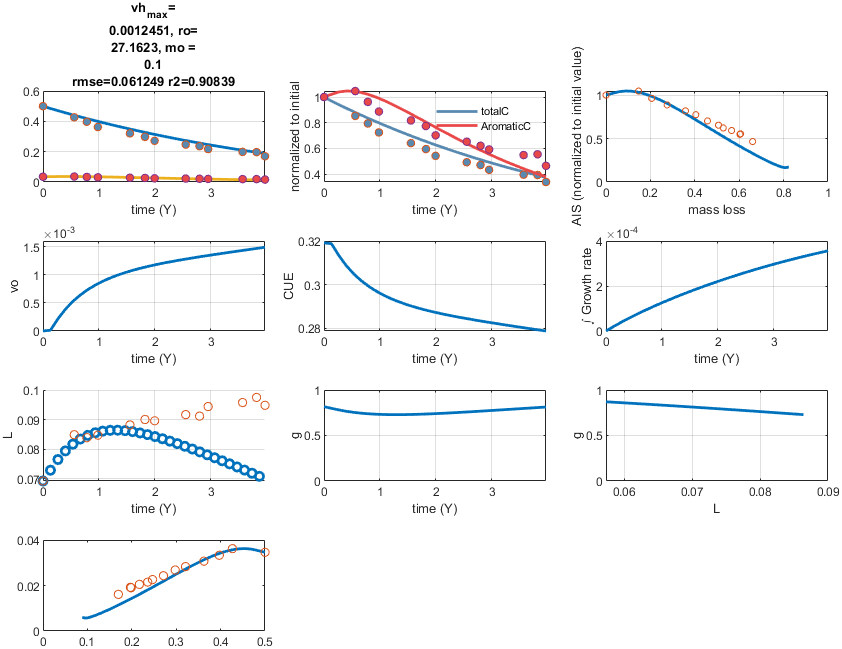 vh_max=
0.0012451, ro=
27.1623, mo =
0.1
rmse=0.061249 r2=0.90839
0.6
0.4
0.2
0
0 1 2 3
time (Y)
normalized to initial
1
0.8
0.6
0.4
totalC
AromaticC
0 1 2 3
time (Y)
AIS (normalized to initial value)
1
0.5
0
0 0.2 0.4 0.6 0.8 1
mass loss
×10^-3
vo
1.5
1
0.5
0
0 1 2 3
time (Y)
CUE
0.32
0.3
0.28
0 1 2 3
time (Y)
×10^-4
∫ Growth rate
4
2
0
0 1 2 3
time (Y)
L
0.1
0.09
0.08
0.07
0 1 2 3
time (Y)
g
1
0.5
0
0 1 2 3
time (Y)
g
1
0.5
0
0.06 0.07 0.08 0.09
L
0.04
0.02
0
0 0.1 0.2 0.3 0.4 0.5